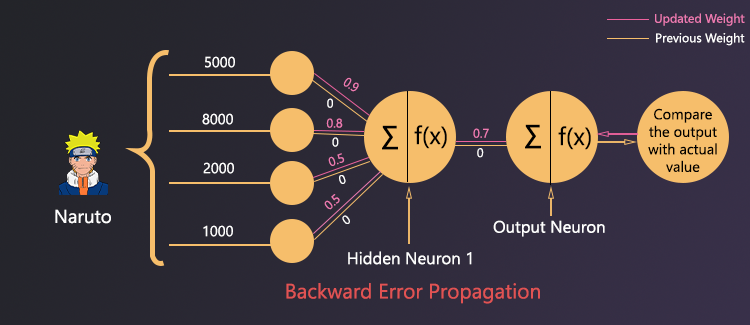 Updated Weight
Previous Weight
5000
0.9
0
8000
0.8
0
2000
0.5
0
1000
0.5
0
Naruto
Σ f(x)
0.7
0
Σ f(x)
Compare
the output
with actual
value
Hidden Neuron 1
Output Neuron
Backward Error Propagation